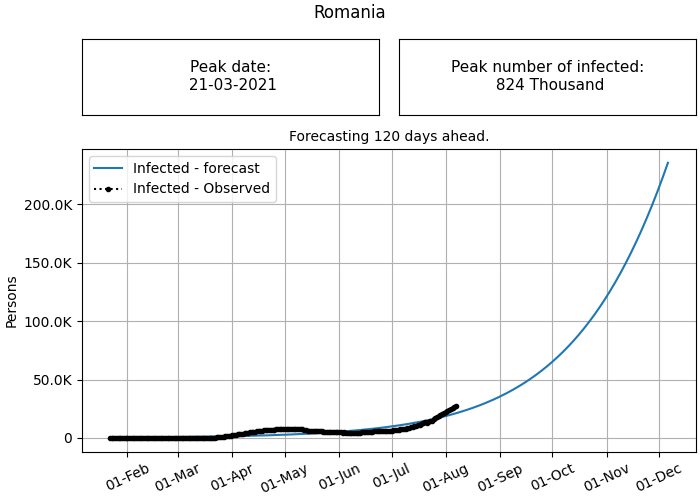 Romania
Peak date:
21-03-2021
Peak number of infected:
824 Thousand
Forecasting 120 days ahead.
Infected - forecast
Infected - Observed
200.0K
150.0K
100.0K
50.0K
0
Persons
01-Feb
01-Mar
01-Apr
01-May
01-Jun
01-Jul
01-Aug
01-Sep
01-Oct
01-Nov
01-Dec